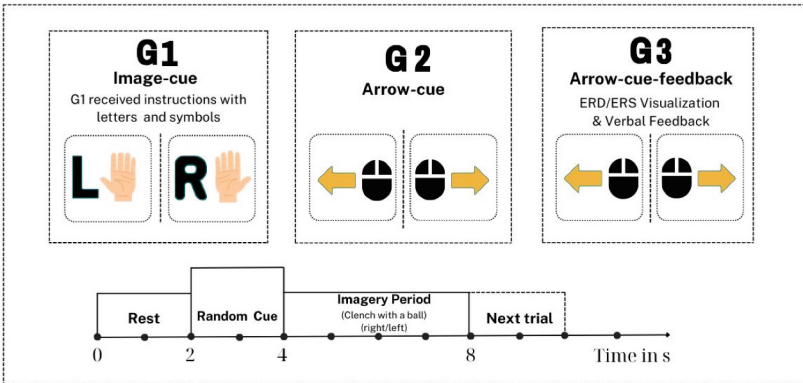 G1
Image-cue
G1 received instructions with
letters and symbols
L
R
G2
Arrow-cue
G3
Arrow-cue-feedback
ERD/ERS Visualization
& Verbal Feedback
Rest
Random Cue
Imagery Period
(Clench with a ball)
(right/left)
Next trial
0
2
4
8
Time in s